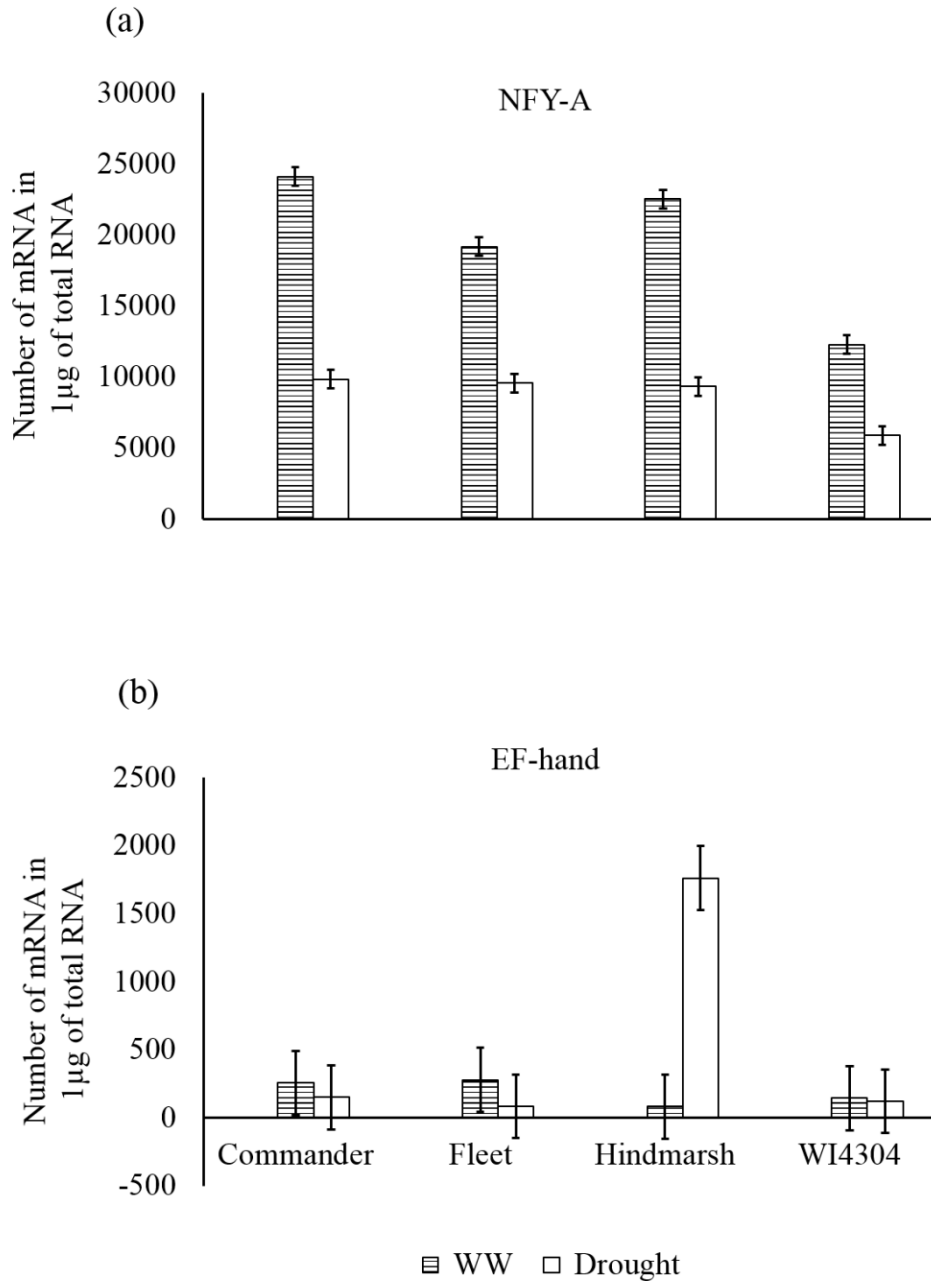 (a)
NFY-A
Number of mRNA in
1µg of total RNA
30000
25000
20000
15000
10000
5000
0
(b)
EF-hand
Number of mRNA in
1µg of total RNA
2500
2000
1500
1000
500
0
-500
Commander Fleet Hindmarsh WI4304
WW Drought